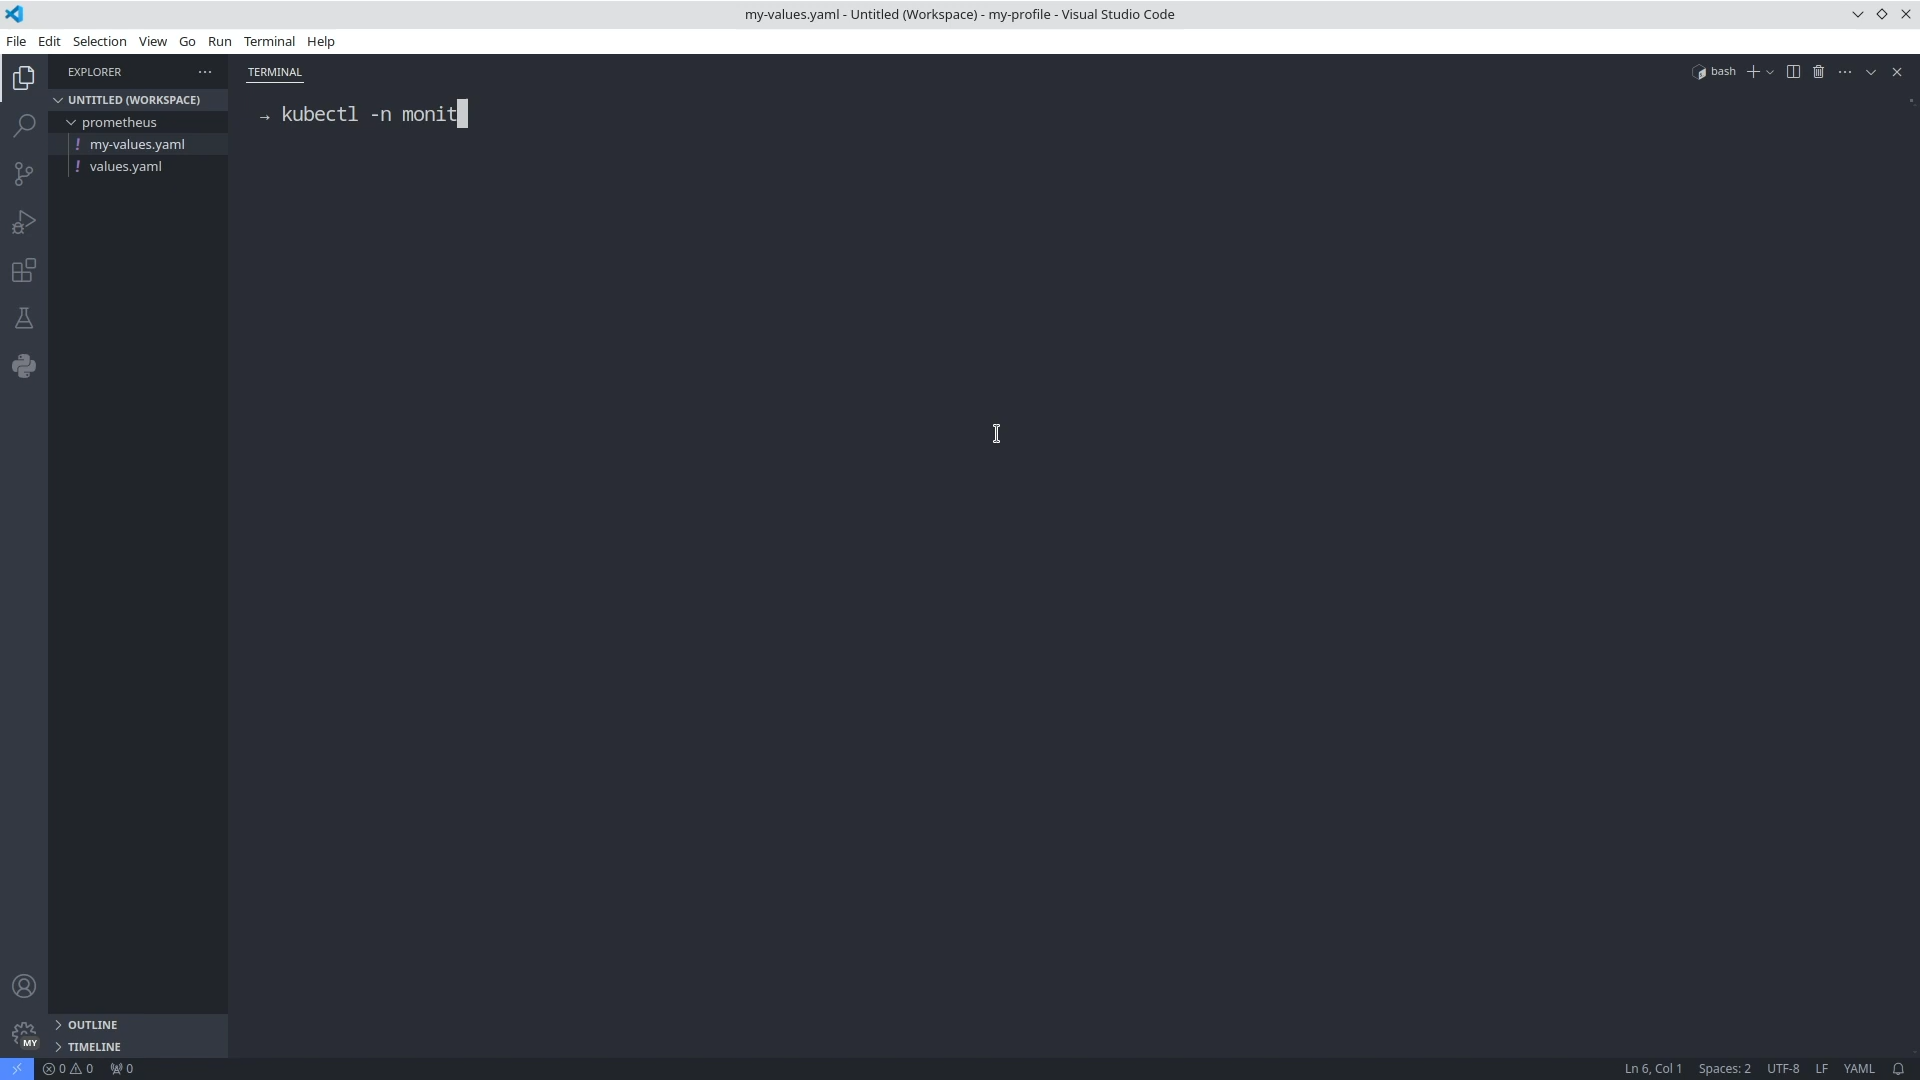 my-values.yaml - Untitled (Workspace) - my-profile - Visual Studio Code
File Edit Selection View Go Run Terminal Help
EXPLORER
UNTITLED (WORKSPACE)
prometheus
! my-values.yaml
! values.yaml
TERMINAL
bash
→ kubectl -n monit
MY
OUTLINE
TIMELINE
0 0 0
Ln 6, Col 1 Spaces: 2 UTF-8 LF YAML